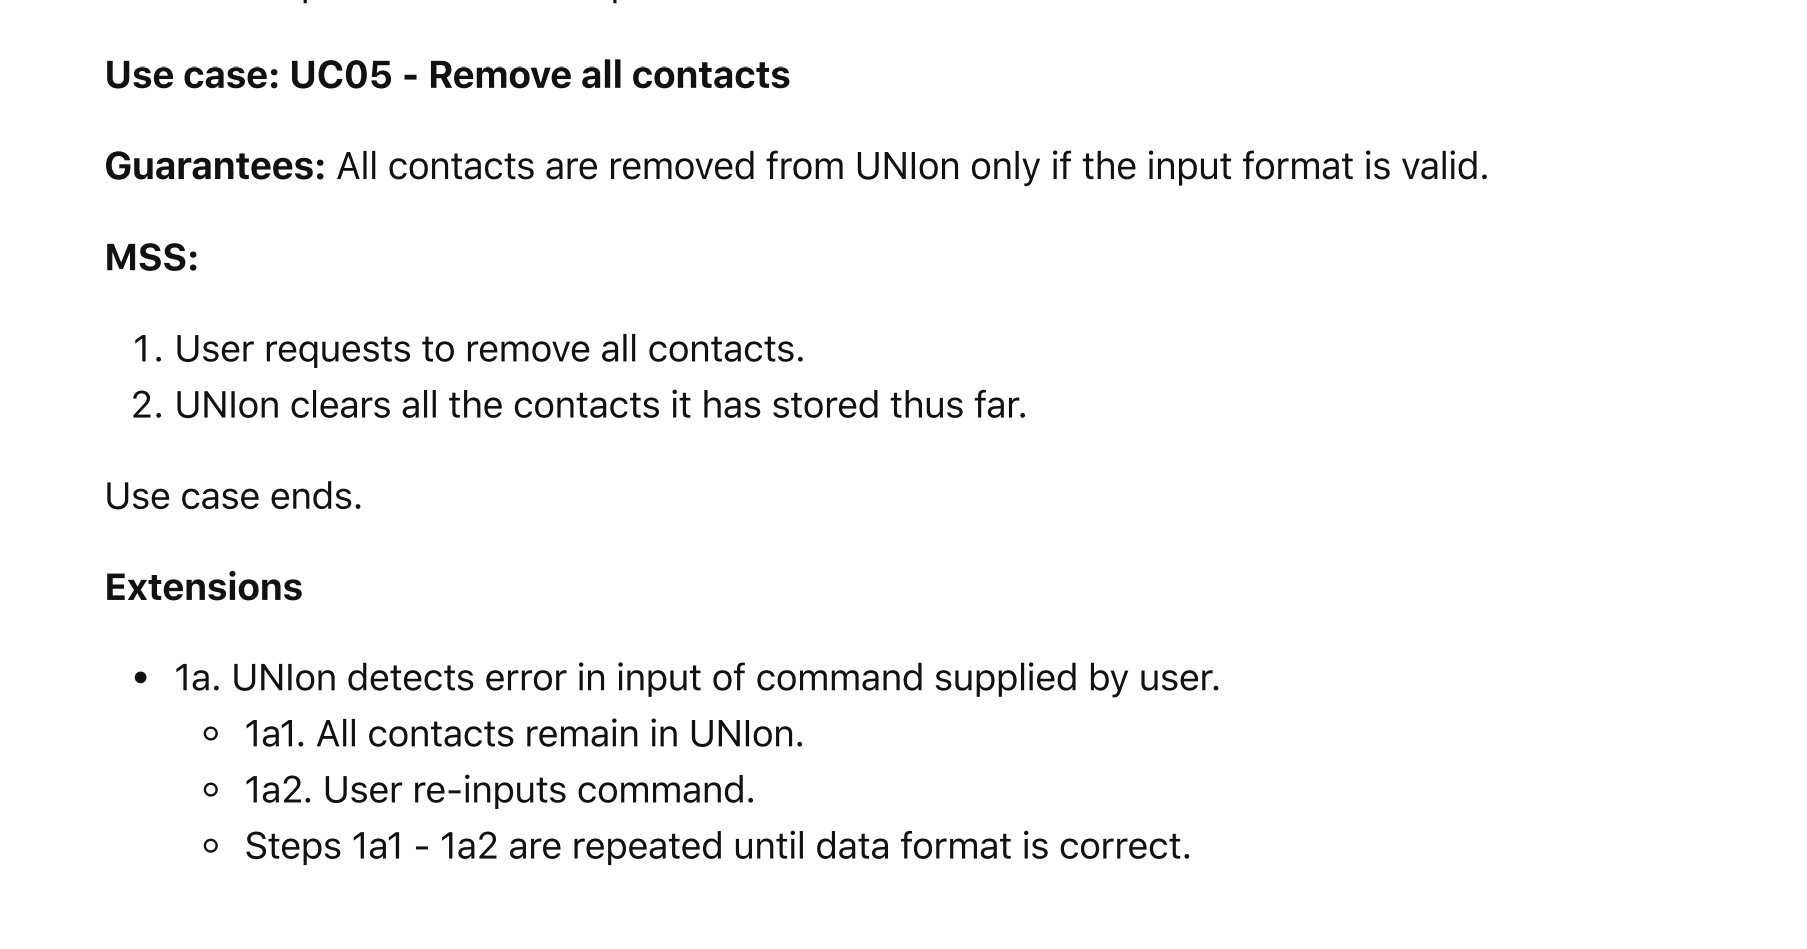 Use case: UC05 - Remove all contacts
Guarantees: All contacts are removed from UNIon only if the input format is valid.
MSS:
1. User requests to remove all contacts.
2. UNIon clears all the contacts it has stored thus far.
Use case ends.
Extensions
• 1a. UNIon detects error in input of command supplied by user.
◦ 1a1. All contacts remain in UNIon.
◦ 1a2. User re-inputs command.
◦ Steps 1a1 - 1a2 are repeated until data format is correct.